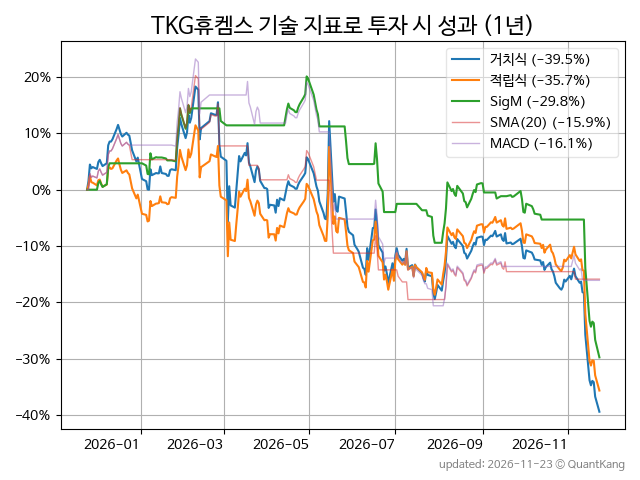 TKG휴켐스 기술 지표로 투자 시 성과 (1년)
거치식 (−39.5%)
적립식 (−35.7%)
SigM (−29.8%)
SMA(20) (−15.9%)
MACD (−16.1%)
20%
10%
0%
−10%
−20%
−30%
−40%
2026-01 2026-03 2026-05 2026-07 2026-09 2026-11
updated: 2026-11-23 © QuantKang